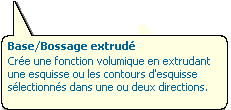 Base/Bossage extrudé
Crée une fonction volumique en extrudant
une esquisse ou les contours d'esquisse
sélectionnés dans une ou deux directions.